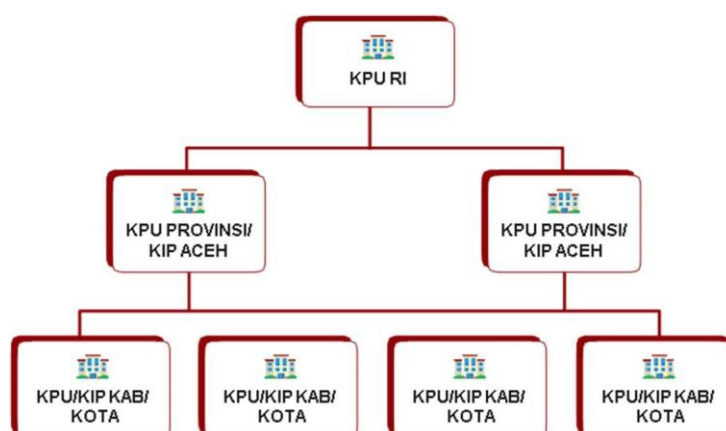 KPU RI
KPU PROVINSI/
KIP ACEH
KPU PROVINSI/
KIP ACEH
KPU/KIP KAB/
KOTA
KPU/KIP KAB/
KOTA
KPU/KIP KAB/
KOTA
KPU/KIP KAB/
KOTA